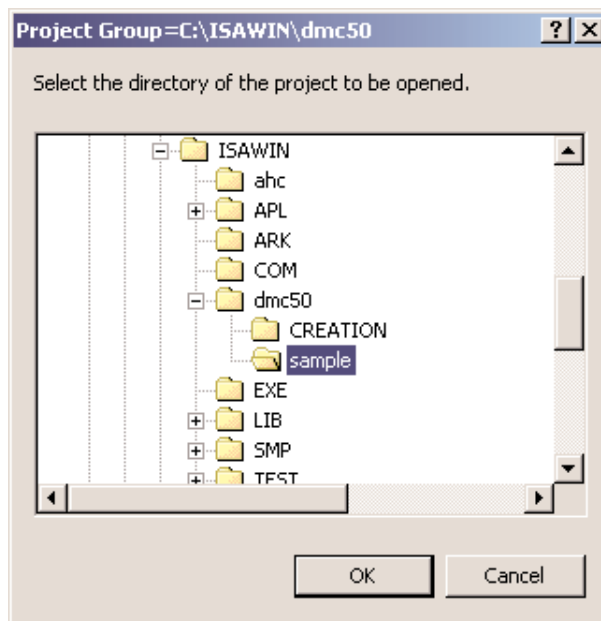 Project Group=C:\ISAWIN\dmc50
Select the directory of the project to be opened.
ISAWIN
ahc
APL
ARK
COM
dmc50
CREATION
sample
EXE
LIB
SMP
TEST
OK Cancel